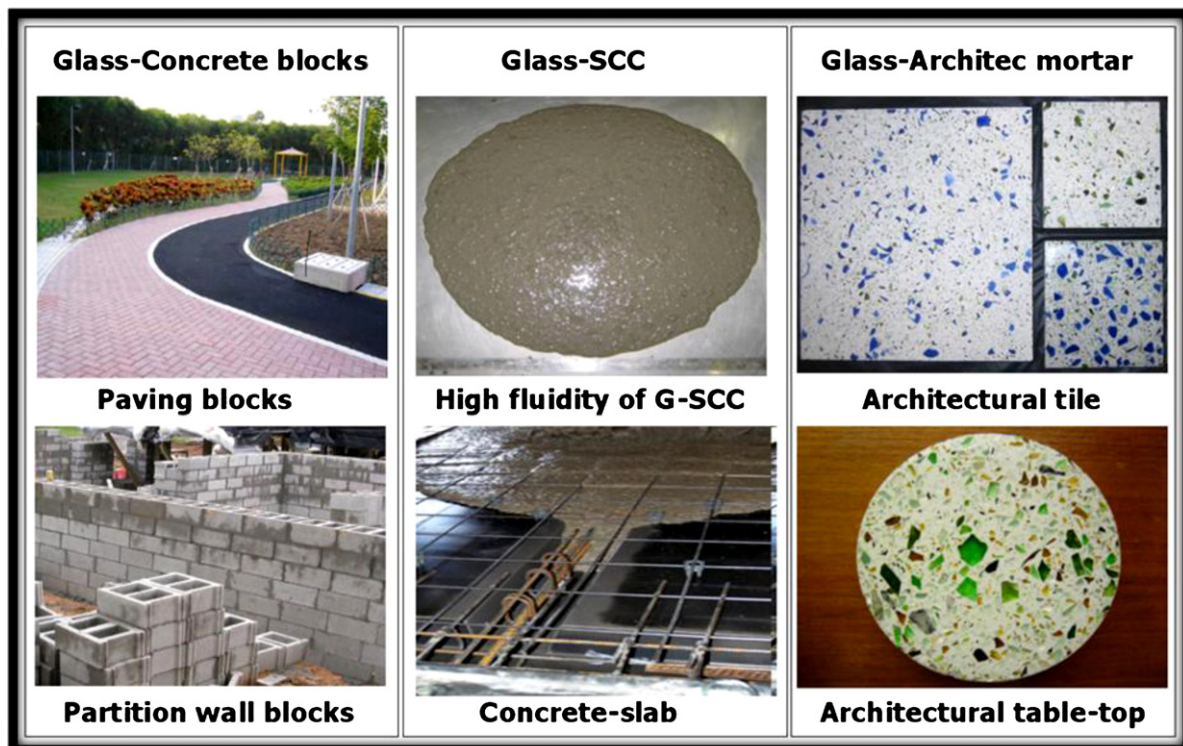 Glass-Concrete blocks
Paving blocks
Partition wall blocks
Glass-SCC
High fluidity of G-SCC
Concrete-slab
Glass-Architec mortar
Architectural tile
Architectural table-top